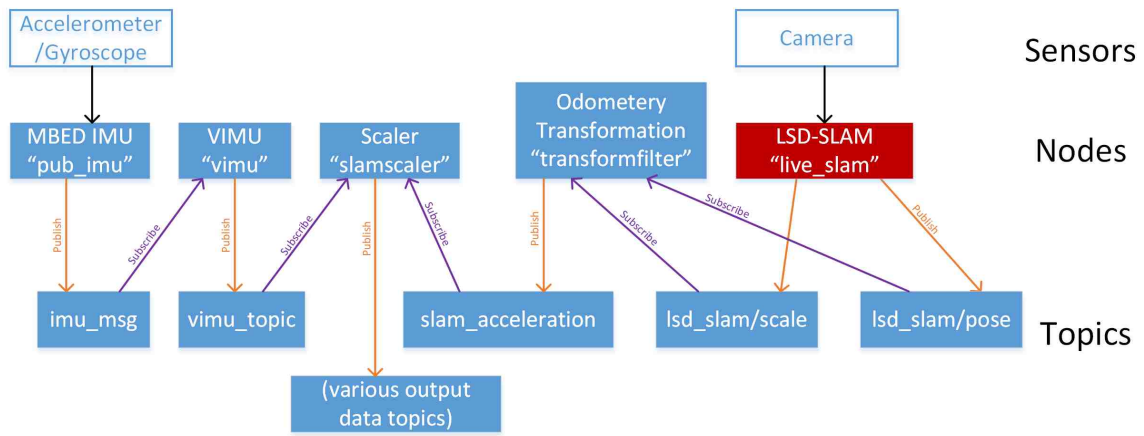 Accelerometer
/Gyroscope
Camera
Sensors
MBED IMU
“pub_imu”
VIMU
“vimu”
Scaler
“slamscaler”
Odometery
Transformation
“transformfilter”
LSD-SLAM
“live_slam”
Nodes
Publish
Subscribe
Publish
Subscribe
Publish
Subscribe
Publish
Subscribe
Subscribe
Publish
imu_msg
vimu_topic
slam_acceleration
lsd_slam/scale
lsd_slam/pose
Topics
(various output
data topics)